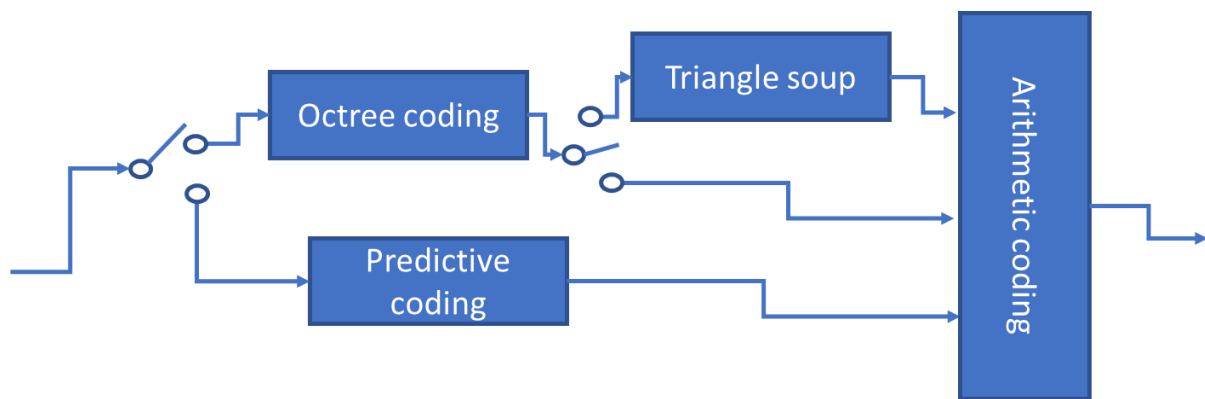 Triangle soup
Octree coding
Predictive
coding
Arithmetic coding